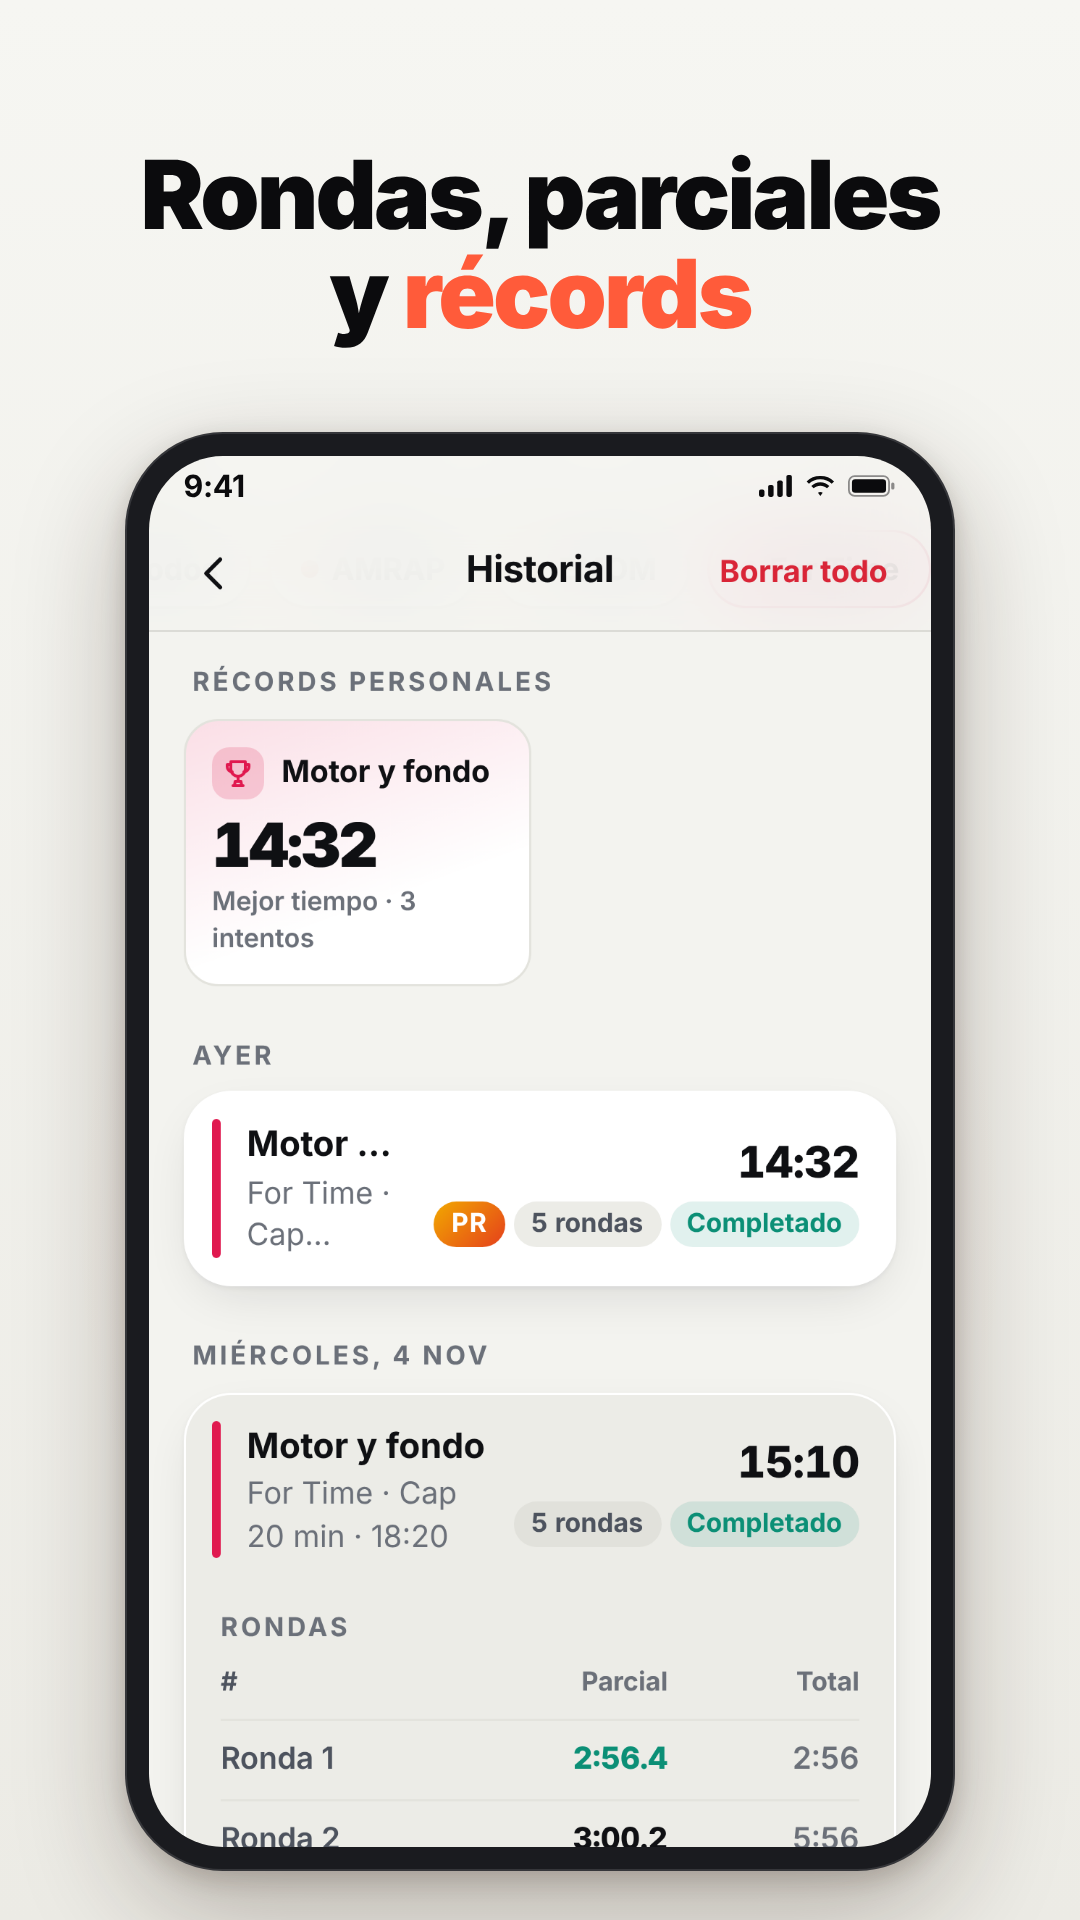 Rondas, parciales
y récords
9:41
Historial
Borrar todo
AMRAP
RÉCORDS PERSONALES
Motor y fondo
14:32
Mejor tiempo · 3
intentos
AYER
Motor ...
14:32
For Time ·
Cap...
PR
5 rondas
Completado
MIÉRCOLES, 4 NOV
Motor y fondo
15:10
For Time · Cap
20 min · 18:20
5 rondas
Completado
RONDAS
# Parcial Total
Ronda 1 2:56.4 2:56
Ronda 2 3:00.2 5:56